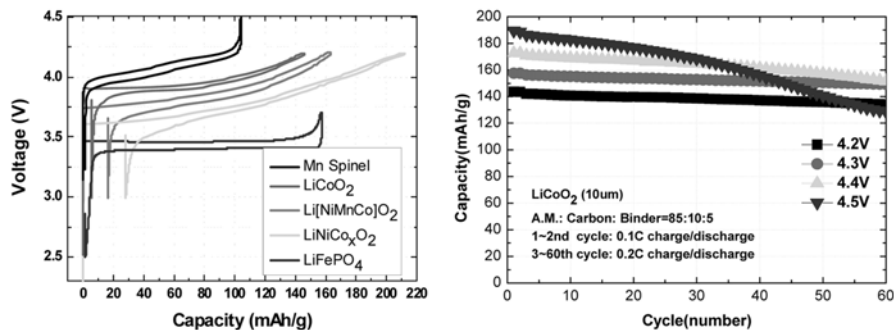 4.5
4.0
3.5
3.0
2.5
Voltage (V)
0 20 40 60 80 100 120 140 160 180 200 220
Capacity (mAh/g)
Mn Spinel
LiCoO₂
Li[NiMnCo]O₂
LiNiCoₓO₂
LiFePO₄
200
180
160
140
120
100
80
60
40
20
0
Capacity(mAh/g)
0 10 20 30 40 50 60
Cycle(number)
4.2V
4.3V
4.4V
4.5V
LiCoO₂ (10um)
A.M.: Carbon: Binder=85:10:5
1~2nd cycle: 0.1C charge/discharge
3~60th cycle: 0.2C charge/discharge